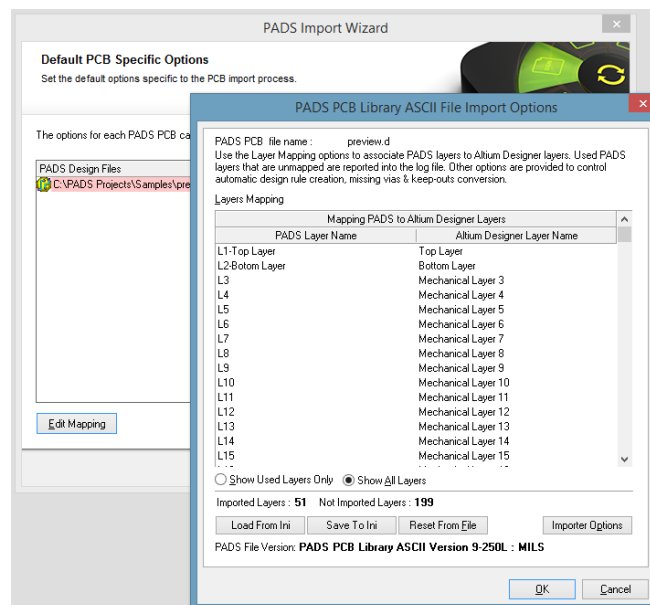 PADS Import Wizard
Default PCB Specific Options
Set the default options specific to the PCB import process.
The options for each PADS PCB ca
PADS Design Files
C:\PADS Projects\Samples\pre
Edit Mapping
PADS PCB Library ASCII File Import Options
PADS PCB file name : preview.d
Use the Layer Mapping options to associate PADS layers to Altium Designer layers. Used PADS
layers that are unmapped are reported into the log file. Other options are provided to control
automatic design rule creation, missing vias & keep-outs conversion.
Layers Mapping
Mapping PADS to Altium Designer Layers
PADS Layer Name Altium Designer Layer Name
L1-Top Layer Top Layer
L2-Botom Layer Bottom Layer
L3 Mechanical Layer 3
L4 Mechanical Layer 4
L5 Mechanical Layer 5
L6 Mechanical Layer 6
L7 Mechanical Layer 7
L8 Mechanical Layer 8
L9 Mechanical Layer 9
L10 Mechanical Layer 10
L11 Mechanical Layer 11
L12 Mechanical Layer 12
L13 Mechanical Layer 13
L14 Mechanical Layer 14
L15 Mechanical Layer 15
Show Used Layers Only Show All Layers
Imported Layers : 51 Not Imported Layers : 199
Load From Ini Save To Ini Reset From File Importer Options
PADS File Version: PADS PCB Library ASCII Version 9-250L : MILS
OK Cancel